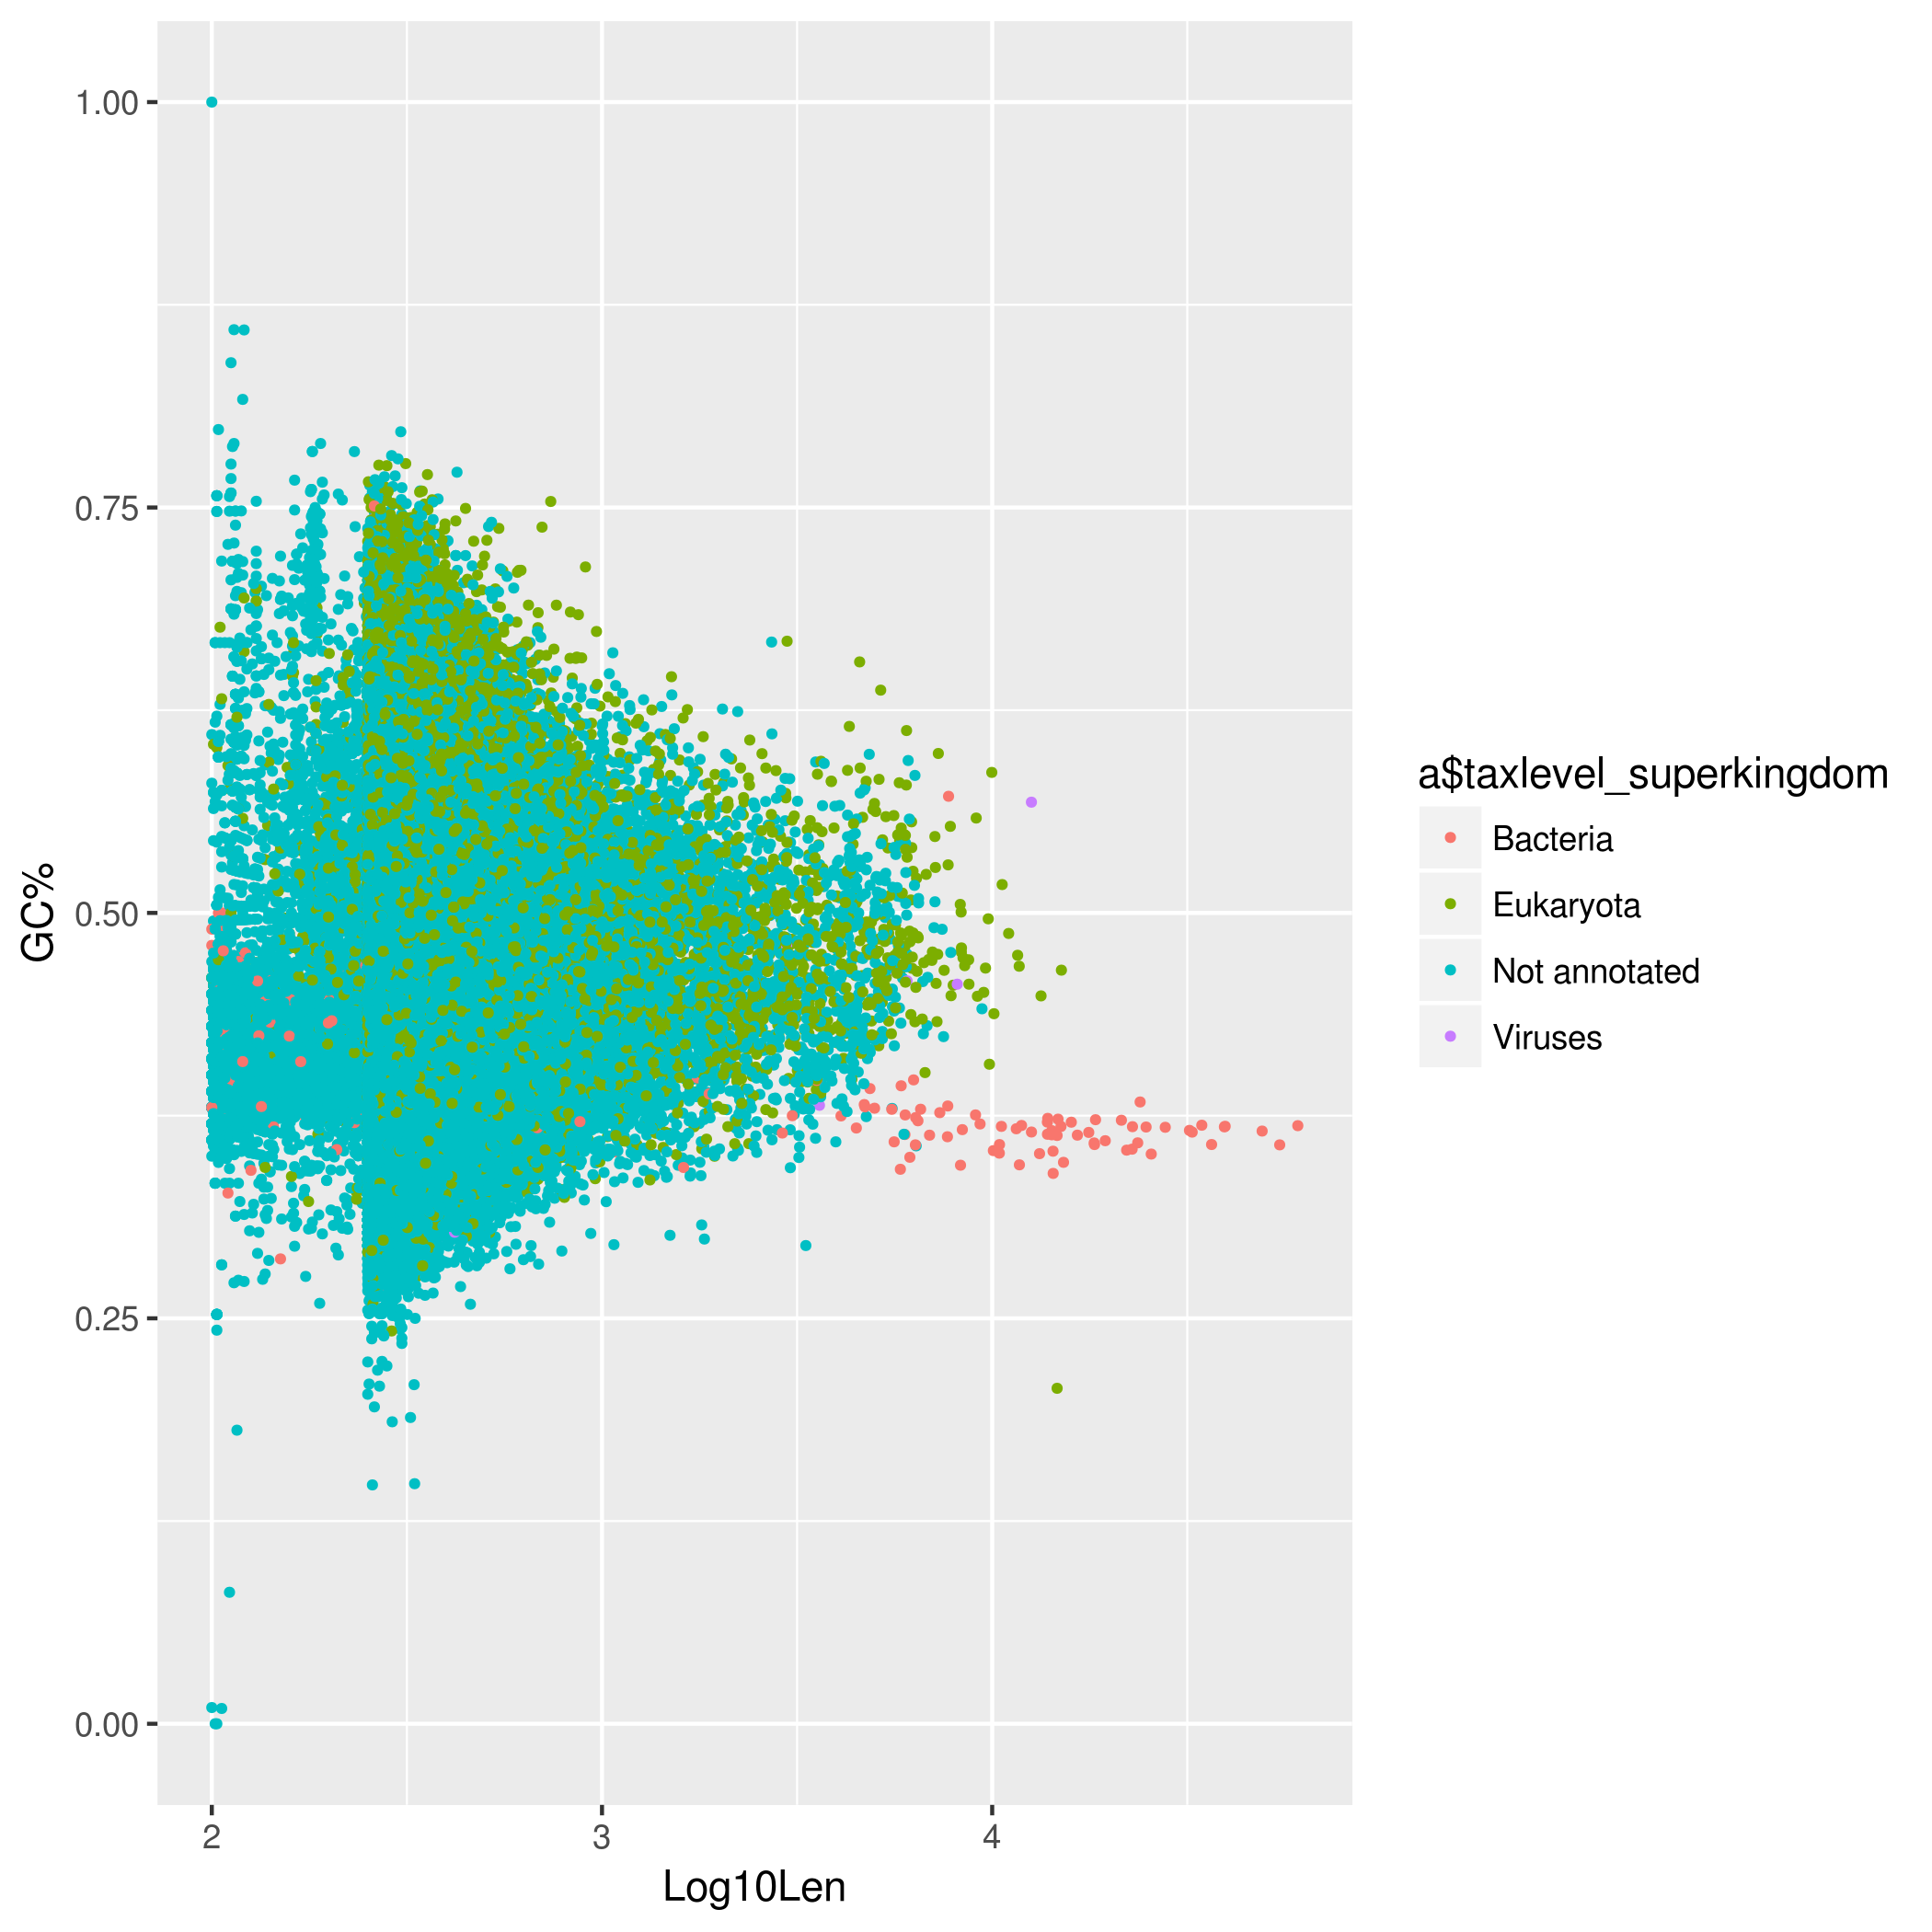 1.00
0.75
0.50
0.25
0.00
GC%
2
3
4
Log10Len
a$taxlevel_superkingdom
Bacteria
Eukaryota
Not annotated
Viruses